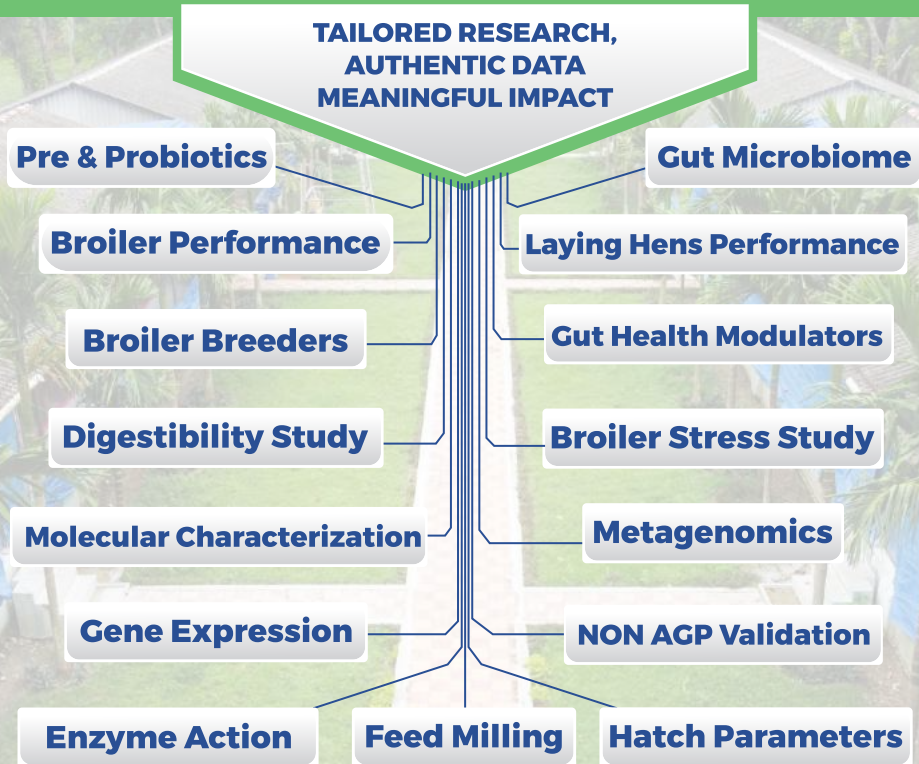 TAILORED RESEARCH,
AUTHENTIC DATA
MEANINGFUL IMPACT
Pre & Probiotics
Gut Microbiome
Broiler Performance
Laying Hens Performance
Broiler Breeders
Gut Health Modulators
Digestibility Study
Broiler Stress Study
Molecular Characterization
Metagenomics
Gene Expression
NON AGP Validation
Enzyme Action
Feed Milling
Hatch Parameters